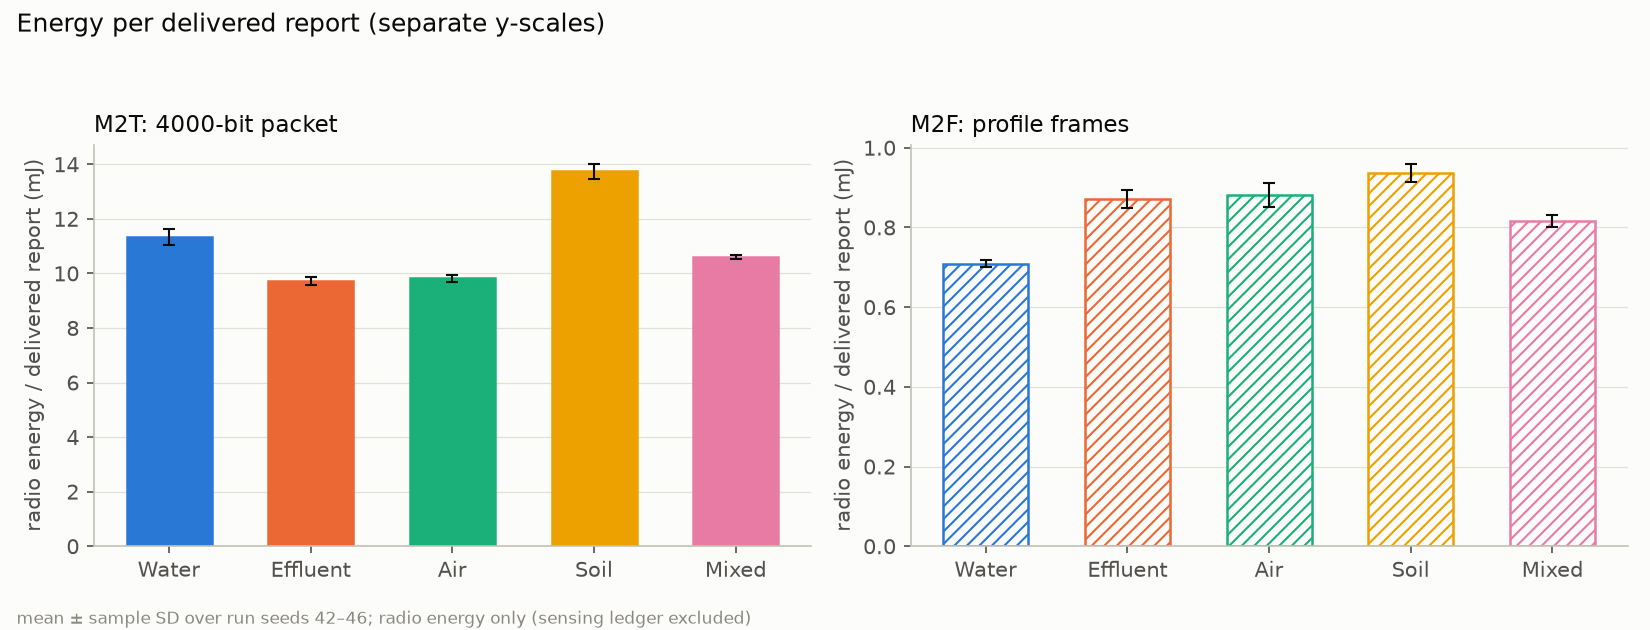 Energy per delivered report (separate y-scales)
M2T: 4000-bit packet
radio energy / delivered report (mJ)
14
12
10
8
6
4
2
0
Water Effluent Air Soil Mixed
M2F: profile frames
radio energy / delivered report (mJ)
1.0
0.8
0.6
0.4
0.2
0.0
Water Effluent Air Soil Mixed
mean ± sample SD over run seeds 42–46; radio energy only (sensing ledger excluded)